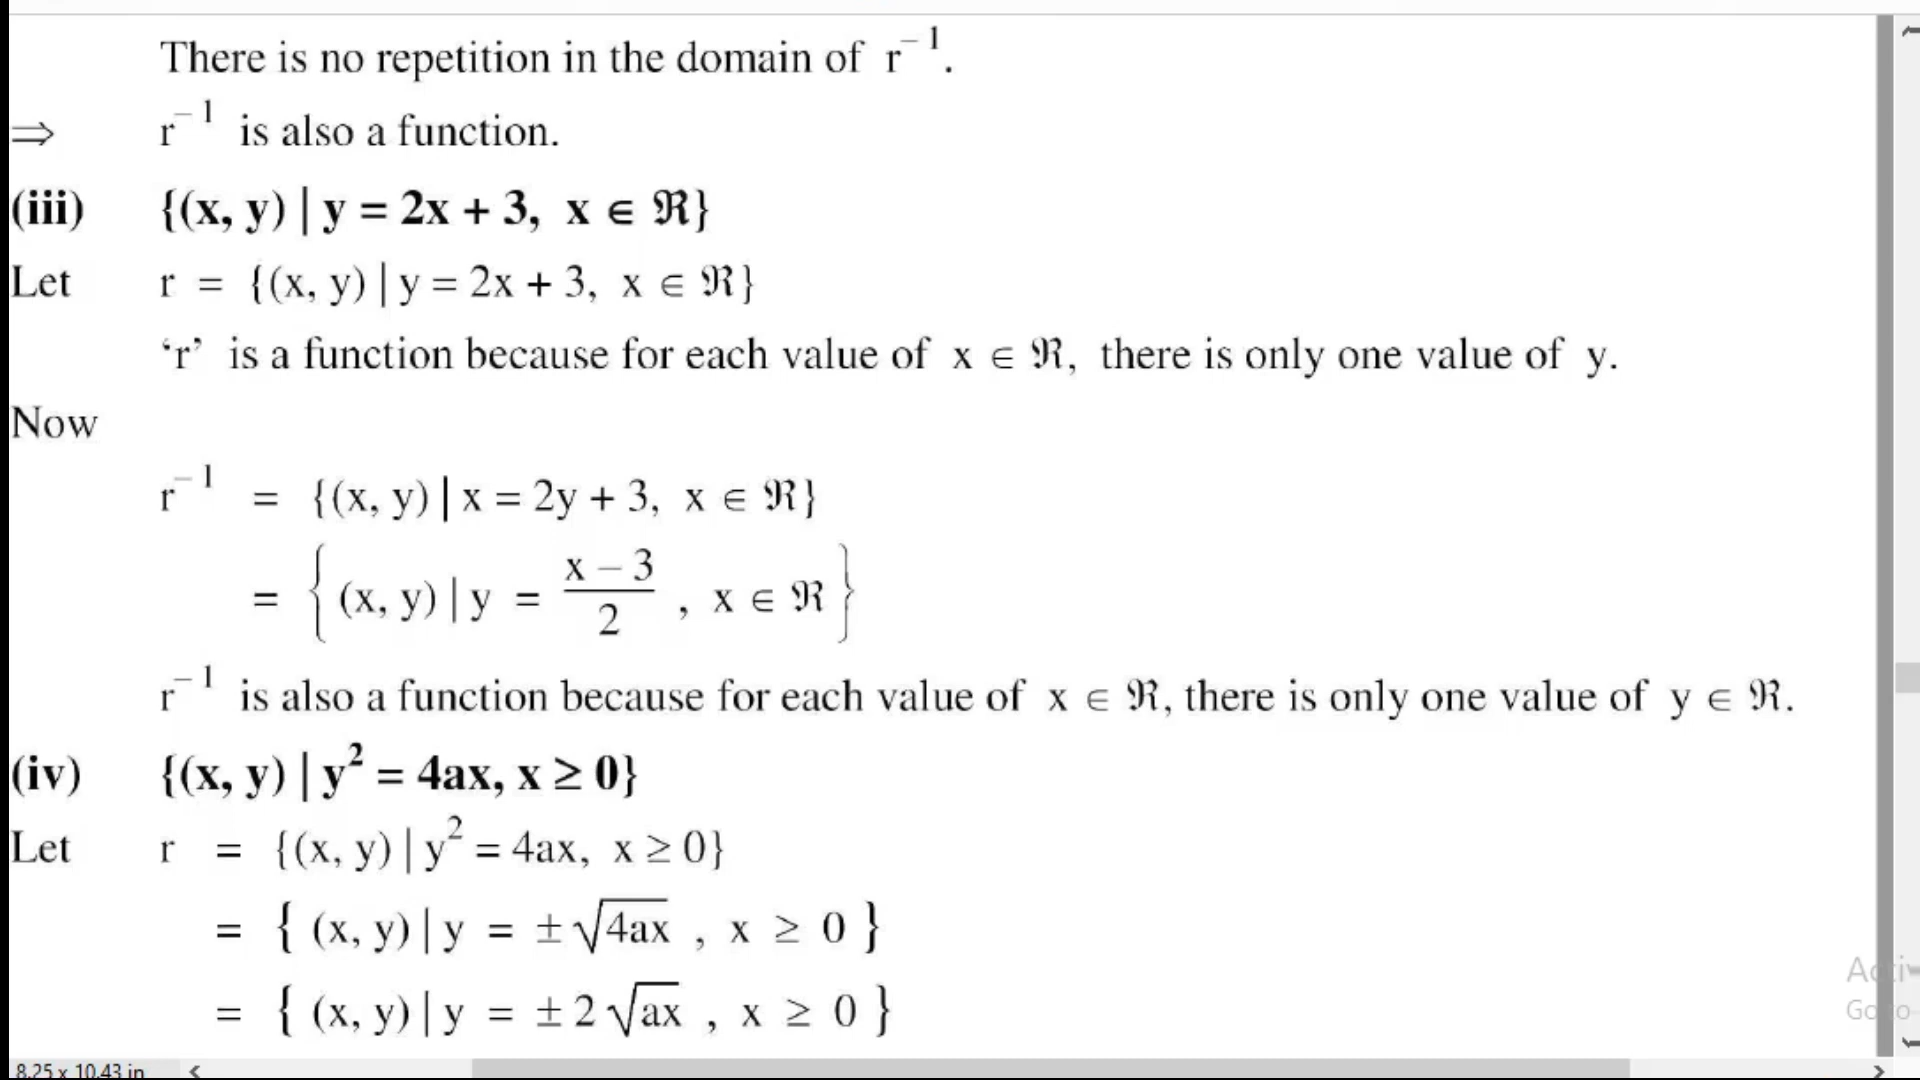 There is no repetition in the domain of r⁻¹.
⇒ r⁻¹ is also a function.
(iii) {(x, y) | y = 2x + 3, x ∈ ℜ}
Let r = {(x, y) | y = 2x + 3, x ∈ ℜ}
‘r’ is a function because for each value of x ∈ ℜ, there is only one value of y.
Now
r⁻¹ = {(x, y) | x = 2y + 3, x ∈ ℜ}
= { (x, y) | y = (x – 3)/2 , x ∈ ℜ }
r⁻¹ is also a function because for each value of x ∈ ℜ, there is only one value of y ∈ ℜ.
(iv) {(x, y) | y² = 4ax, x ≥ 0}
Let r = {(x, y) | y² = 4ax, x ≥ 0}
= { (x, y) | y = ± √4ax , x ≥ 0 }
= { (x, y) | y = ± 2 √ax , x ≥ 0 }
8.25 x 10.43 in